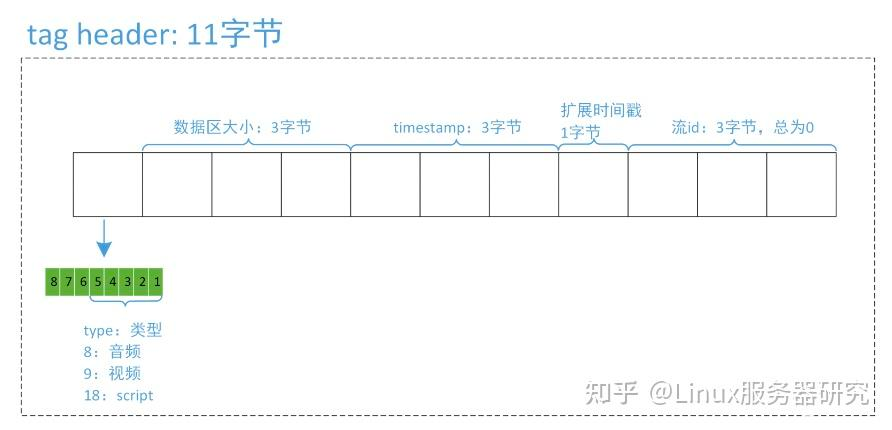 tag header: 11字节
扩展时间戳
数据区大小：3字节
timestamp：3字节
1字节
流id：3字节，总为0
8 7 6 5 4 3 2 1
type：类型
8：音频
9：视频
18：script
知乎 @Linux服务器研究